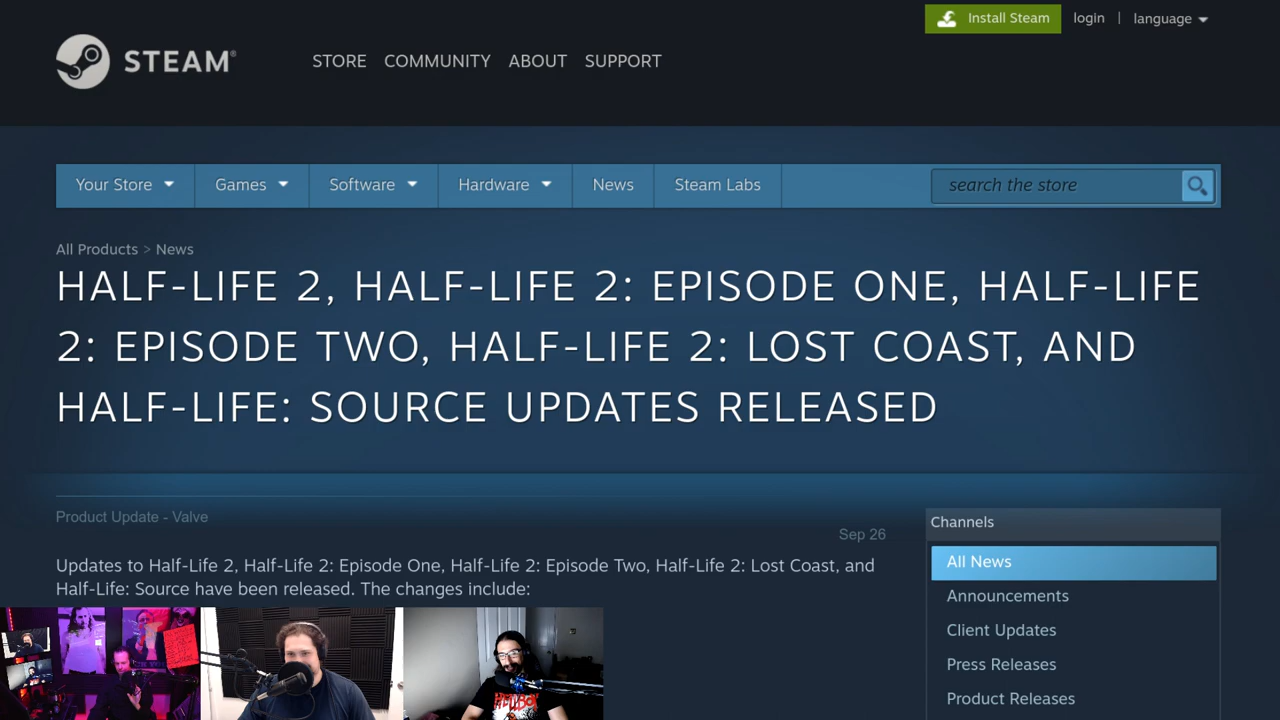 Install Steam
login | language
STEAM®
STORE COMMUNITY ABOUT SUPPORT
Your Store Games Software Hardware News Steam Labs search the store
All Products > News
HALF-LIFE 2, HALF-LIFE 2: EPISODE ONE, HALF-LIFE
2: EPISODE TWO, HALF-LIFE 2: LOST COAST, AND
HALF-LIFE: SOURCE UPDATES RELEASED
Product Update - Valve
Sep 26
Updates to Half-Life 2, Half-Life 2: Episode One, Half-Life 2: Episode Two, Half-Life 2: Lost Coast, and
Half-Life: Source have been released. The changes include:
Channels
All News
Announcements
Client Updates
Press Releases
Product Releases
HELLBOY